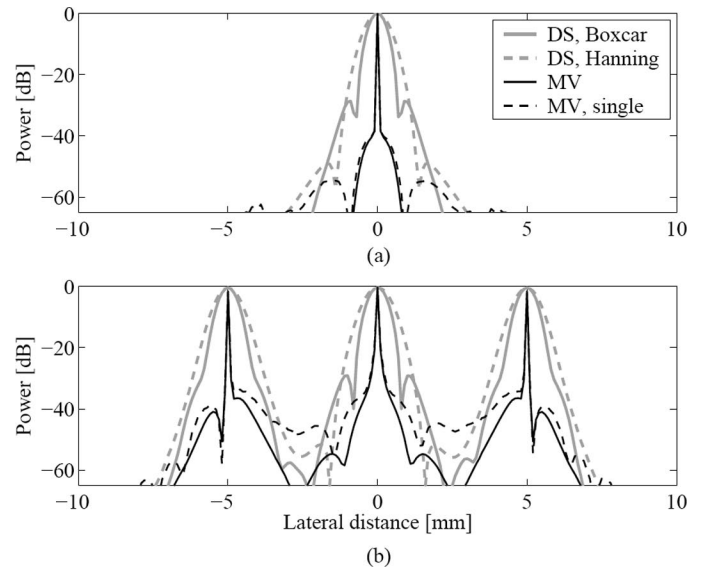 0
−20
−40
−60
Power [dB]
DS, Boxcar
DS, Hanning
MV
MV, single
−10
−5
0
5
10
(a)
0
−20
−40
−60
Power [dB]
−10
−5
0
5
10
Lateral distance [mm]
(b)